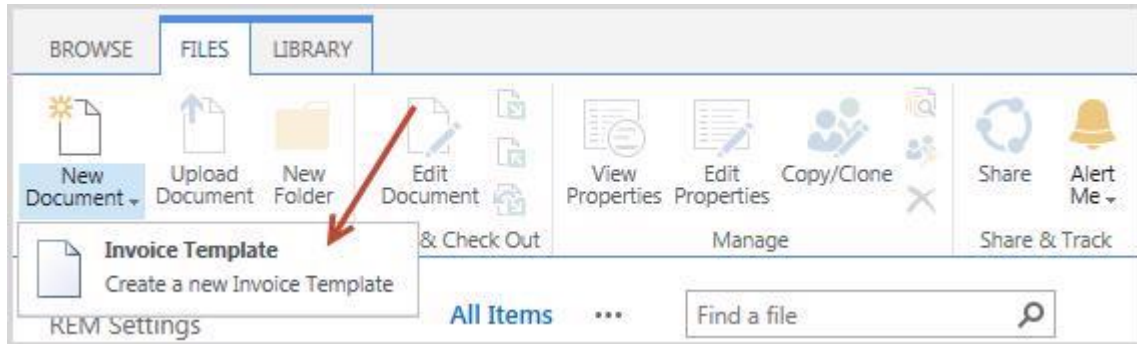 BROWSE FILES LIBRARY
New Document
Upload Document
New Folder
Edit Document
View Properties
Edit Properties
Copy/Clone
Share
Alert Me
Invoice Template
Create a new Invoice Template
& Check Out
Manage
Share & Track
REM Settings
All Items ...
Find a file